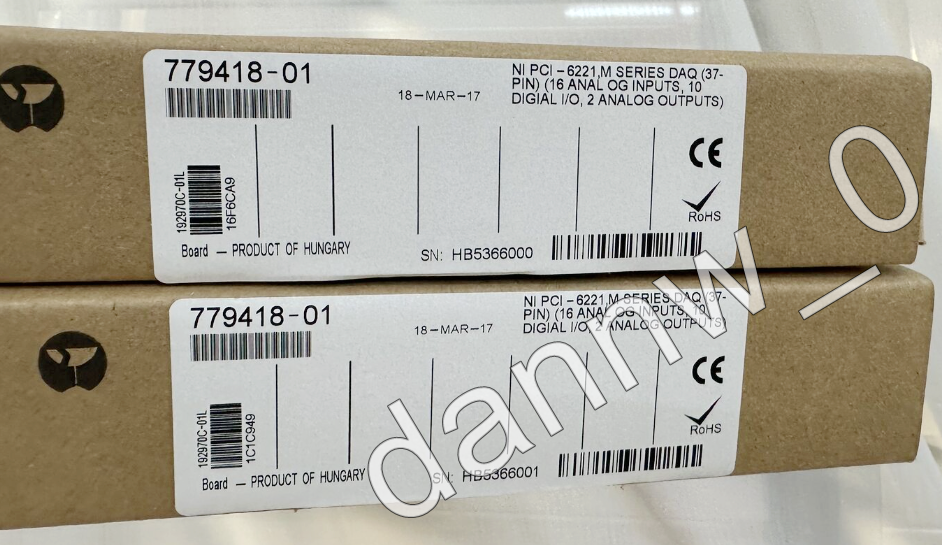 779418-01
18-MAR-17
NI PCI-6221,M SERIES DAQ (37-
PIN) (16 ANAL OG INPUTS, 10
DIGIAL I/O, 2 ANALOG OUTPUTS)
CE
192970C-01L
16F6CA9
RoHS
Board - PRODUCT OF HUNGARY
SN: HB5366000
779418-01
18-MAR-17
NI PCI-6221,M SERIES DAQ (37-
PIN) (16 ANAL OG INPUTS, 10
DIGIAL I/O, 2 ANALOG OUTPUTS)
CE
192970C-01L
1C1C949
RoHS
Board - PRODUCT OF HUNGARY
SN: HB5366001
dannw_0